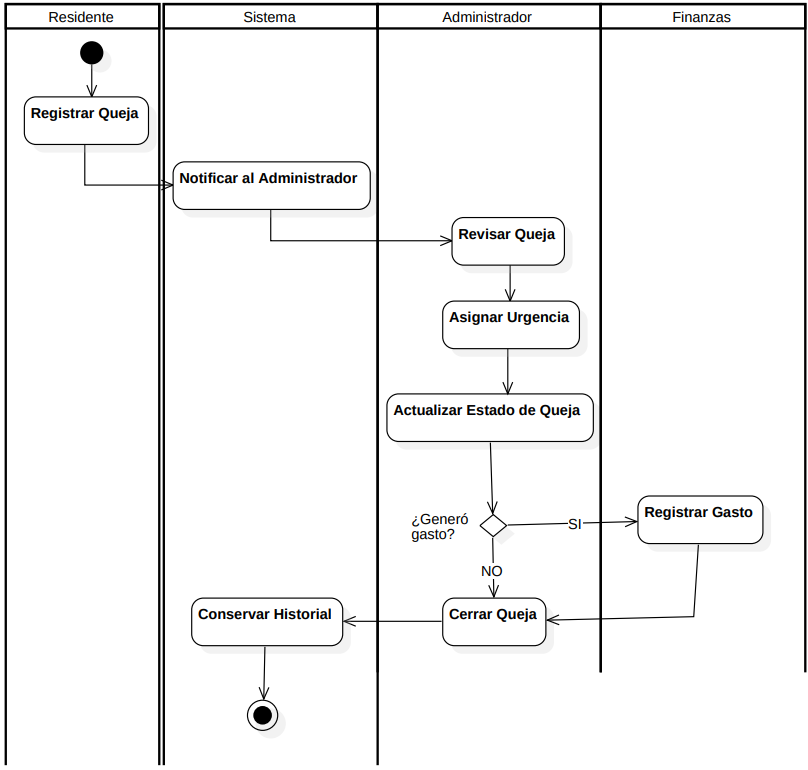 Residente
Sistema
Administrador
Finanzas
Registrar Queja
Notificar al Administrador
Revisar Queja
Asignar Urgencia
Actualizar Estado de Queja
¿Generó
gasto?
SI
Registrar Gasto
NO
Conservar Historial
Cerrar Queja